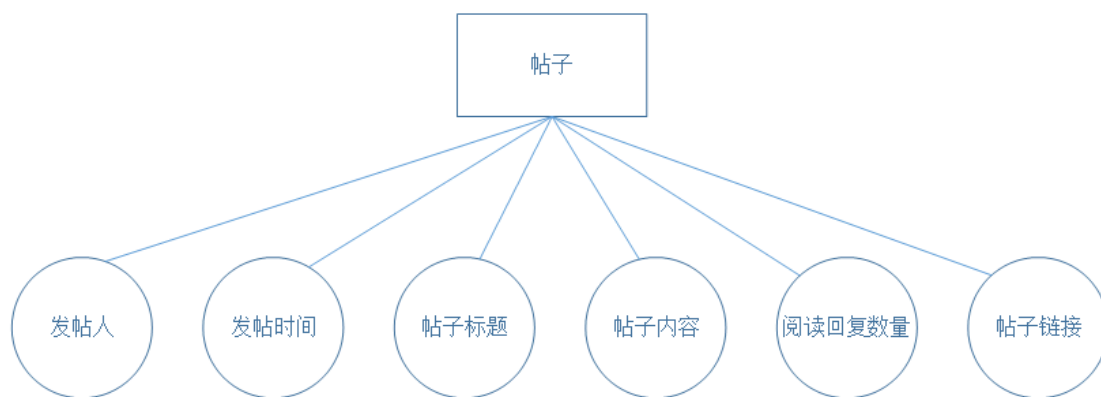 帖子
发帖人
发帖时间
帖子标题
帖子内容
阅读回复数量
帖子链接